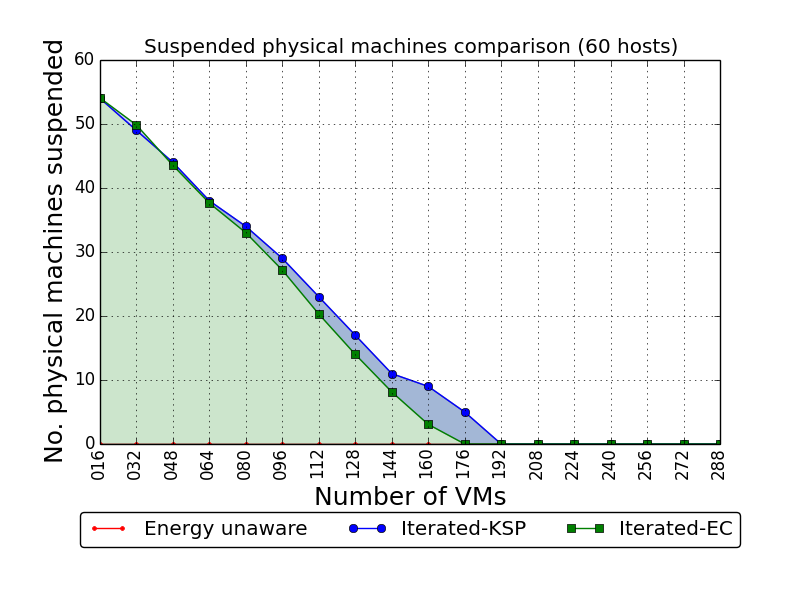 Suspended physical machines comparison (60 hosts)
No. physical machines suspended
60
50
40
30
20
10
0
016 032 048 064 080 096 112 128 144 160 176 192 208 224 240 256 272 288
Number of VMs
Energy unaware Iterated-KSP Iterated-EC